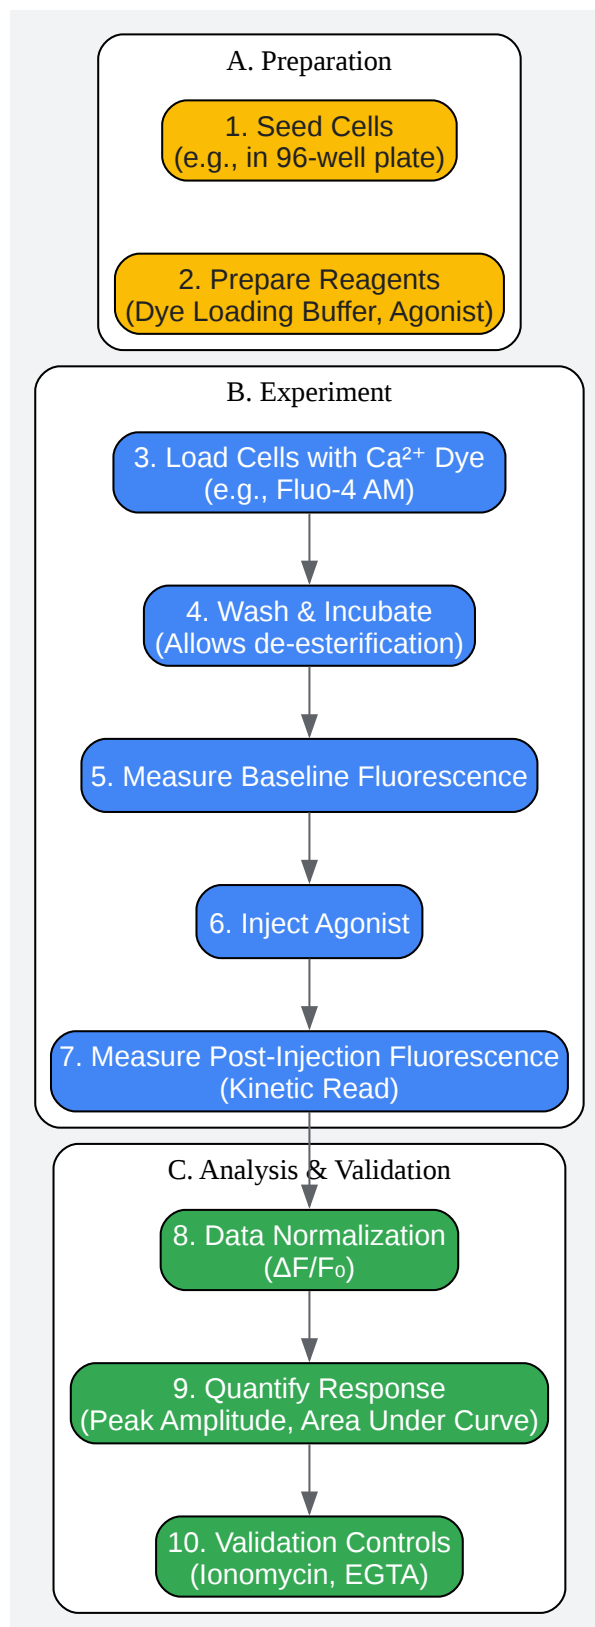 A. Preparation
1. Seed Cells
(e.g., in 96-well plate)
2. Prepare Reagents
(Dye Loading Buffer, Agonist)
B. Experiment
3. Load Cells with Ca²⁺ Dye
(e.g., Fluo-4 AM)
4. Wash & Incubate
(Allows de-esterification)
5. Measure Baseline Fluorescence
6. Inject Agonist
7. Measure Post-Injection Fluorescence
(Kinetic Read)
C. Analysis & Validation
8. Data Normalization
(ΔF/F₀)
9. Quantify Response
(Peak Amplitude, Area Under Curve)
10. Validation Controls
(Ionomycin, EGTA)